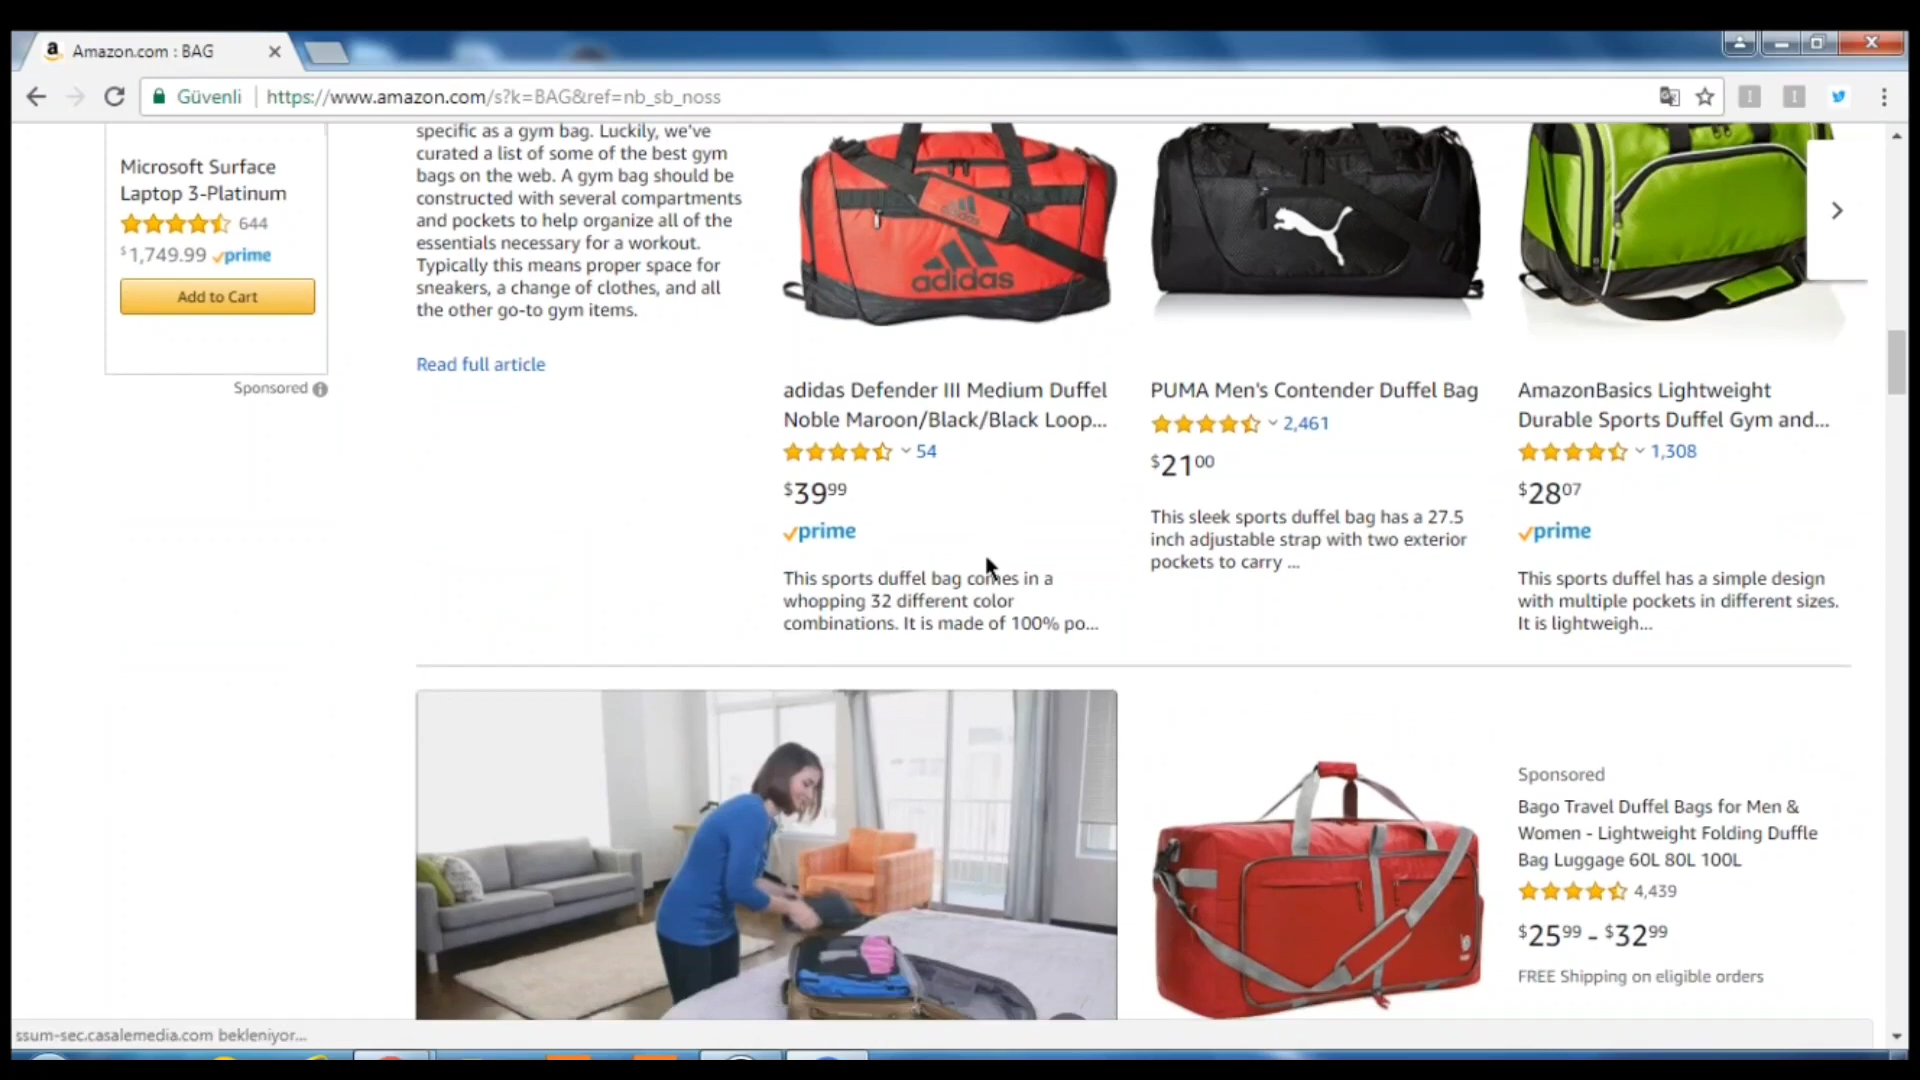 Amazon.com : BAG
Güvenli
https://www.amazon.com/s?k=BAG&ref=nb_sb_noss
Microsoft Surface
Laptop 3-Platinum
644
$1,749.99 prime
Add to Cart
Sponsored
specific as a gym bag. Luckily, we've
curated a list of some of the best gym
bags on the web. A gym bag should be
constructed with several compartments
and pockets to help organize all of the
essentials necessary for a workout.
Typically this means proper space for
sneakers, a change of clothes, and all
the other go-to gym items.
Read full article
adidas
adidas Defender III Medium Duffel
Noble Maroon/Black/Black Loop...
54
$3999
prime
This sports duffel bag comes in a
whopping 32 different color
combinations. It is made of 100% po...
PUMA Men's Contender Duffel Bag
2,461
$2100
This sleek sports duffel bag has a 27.5
inch adjustable strap with two exterior
pockets to carry ...
AmazonBasics Lightweight
Durable Sports Duffel Gym and...
1,308
$2807
prime
This sports duffel has a simple design
with multiple pockets in different sizes.
It is lightweigh...
Sponsored
Bago Travel Duffel Bags for Men &
Women - Lightweight Folding Duffle
Bag Luggage 60L 80L 100L
4,439
$2599 - $3299
FREE Shipping on eligible orders
ssum-sec.casalemedia.com bekleniyor...